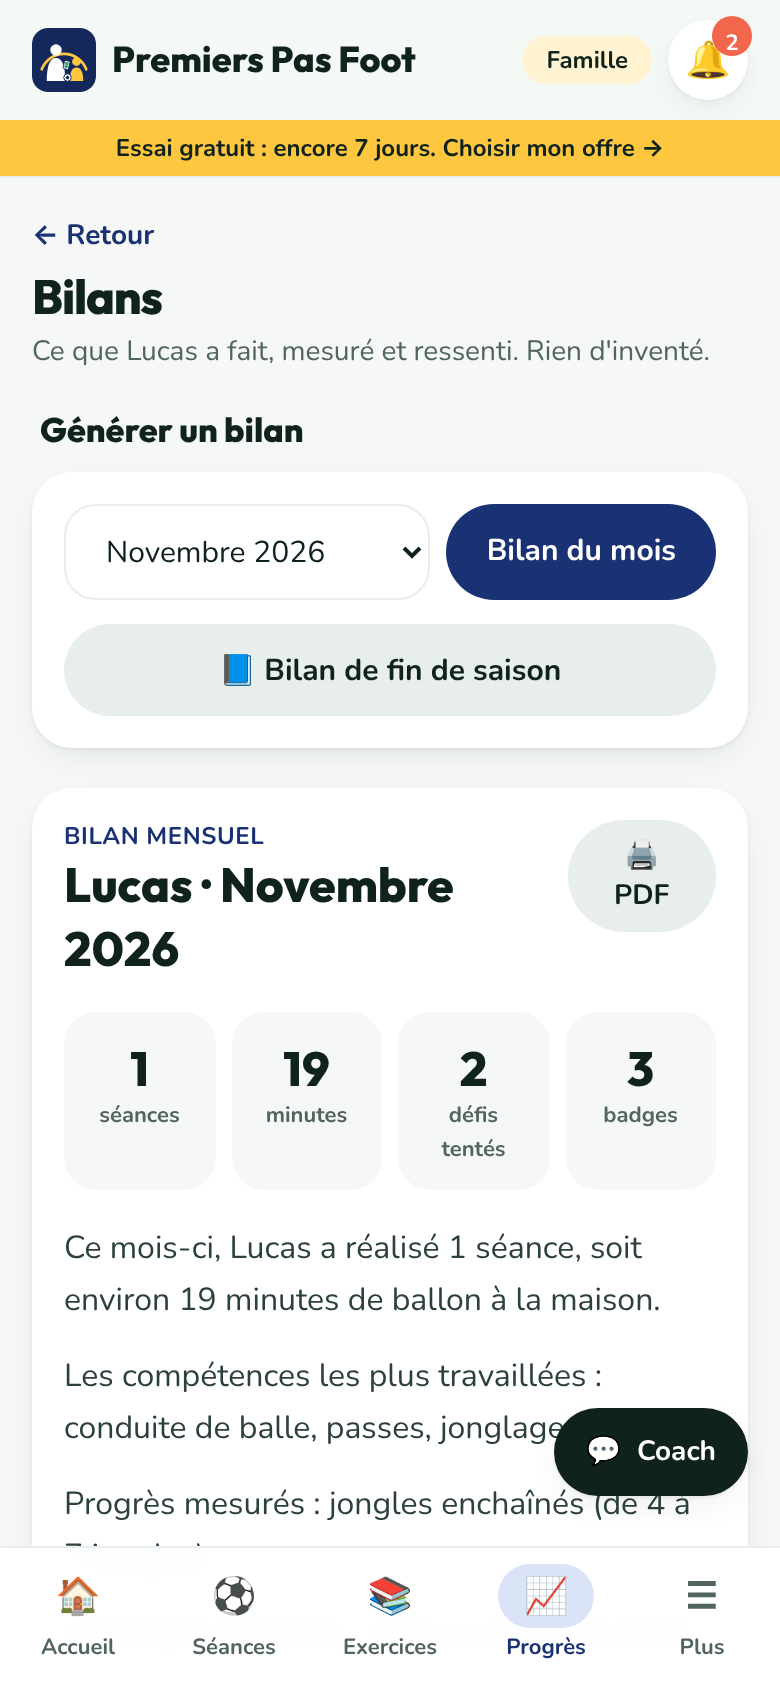 Premiers Pas Foot
Famille
2
Essai gratuit : encore 7 jours. Choisir mon offre →
← Retour
Bilans
Ce que Lucas a fait, mesuré et ressenti. Rien d'inventé.
Générer un bilan
Novembre 2026
Bilan du mois
Bilan de fin de saison
BILAN MENSUEL
Lucas · Novembre
2026
PDF
1
séances
19
minutes
2
défis
tentés
3
badges
Ce mois-ci, Lucas a réalisé 1 séance, soit
environ 19 minutes de ballon à la maison.
Les compétences les plus travaillées :
conduite de balle, passes, jonglage
Coach
Progrès mesurés : jongles enchaînés (de 4 à
Accueil
Séances
Exercices
Progrès
Plus